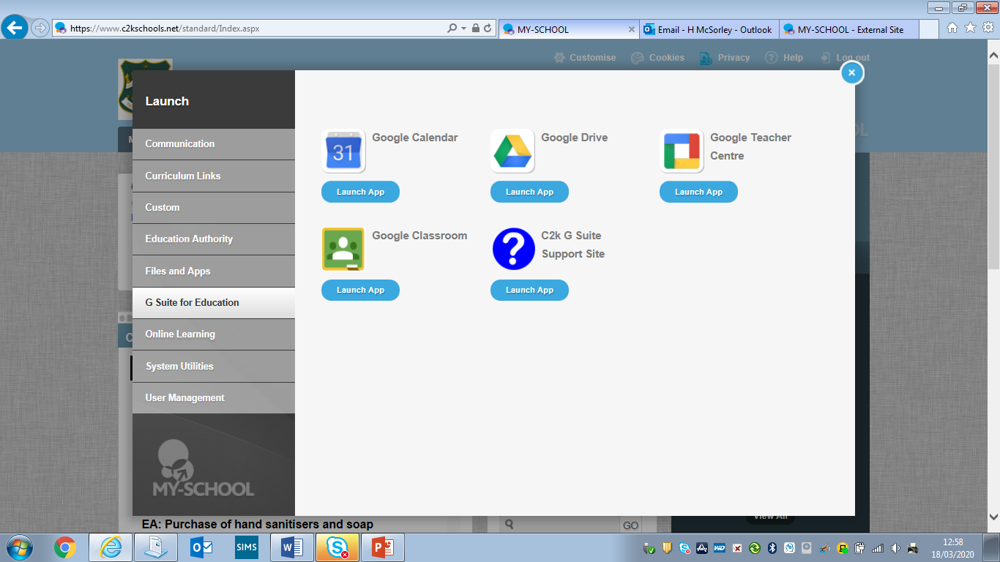 https://www.c2kschools.net/standard/Index.aspx
MY-SCHOOL
Email - H McSorley - Outlook
MY-SCHOOL - External Site
Customise
Cookies
Privacy
Help
Log out
Launch
Communication
Curriculum Links
Custom
Education Authority
Files and Apps
G Suite for Education
Online Learning
System Utilities
User Management
MY-SCHOOL
31
Google Calendar
Launch App
Google Drive
Launch App
Google Teacher
Centre
Launch App
Google Classroom
Launch App
?
C2k G Suite
Support Site
Launch App
EA: Purchase of hand sanitisers and soap
GO
View All
SIMS
12:58
18/03/2020